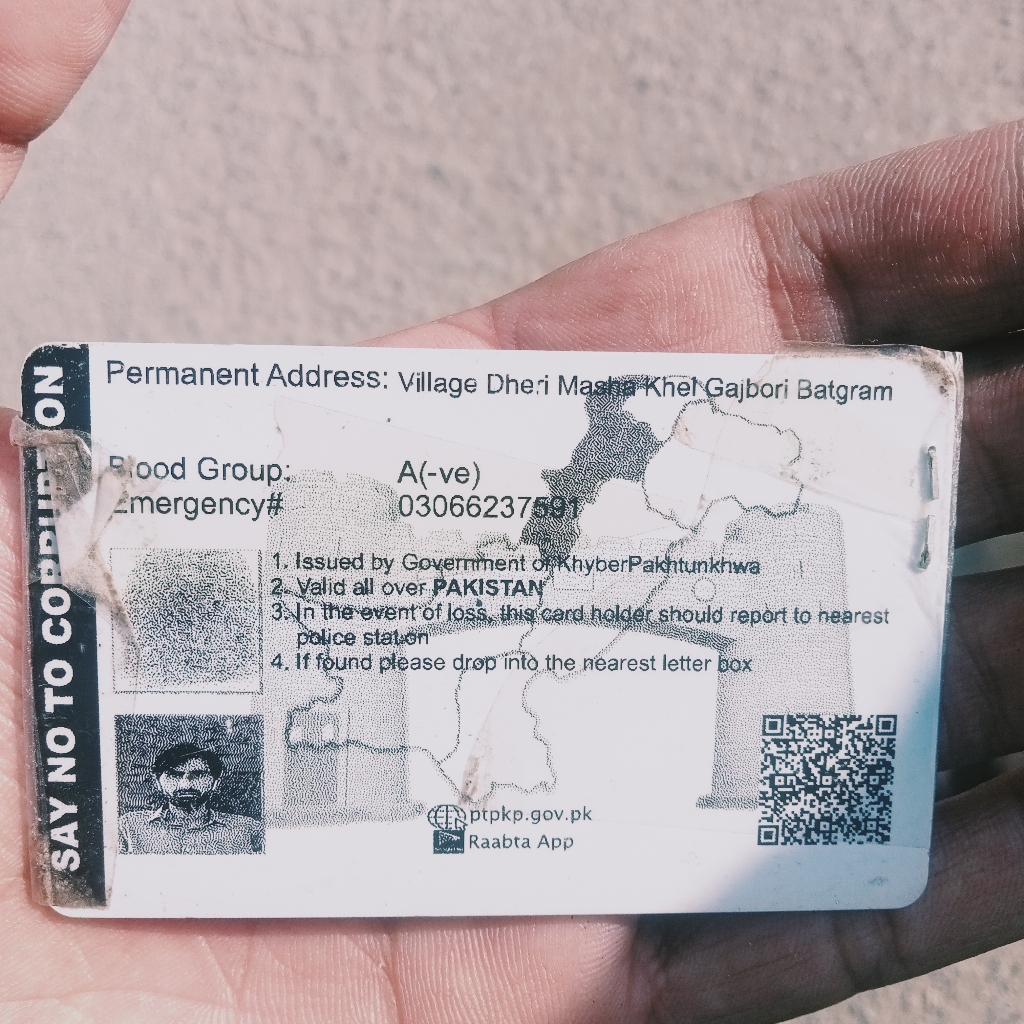 SAY NO TO CORRUPTION
Permanent Address: Village Dheri Masha Khel Gajbori Batgram
Blood Group: A(-ve)
Emergency# 03066237591
1. Issued by Government of KhyberPakhtunkhwa
2. Valid all over PAKISTAN
3. In the event of loss, this card holder should report to nearest
police station
4. If found please drop into the nearest letter box
ptpkp.gov.pk
Raabta App